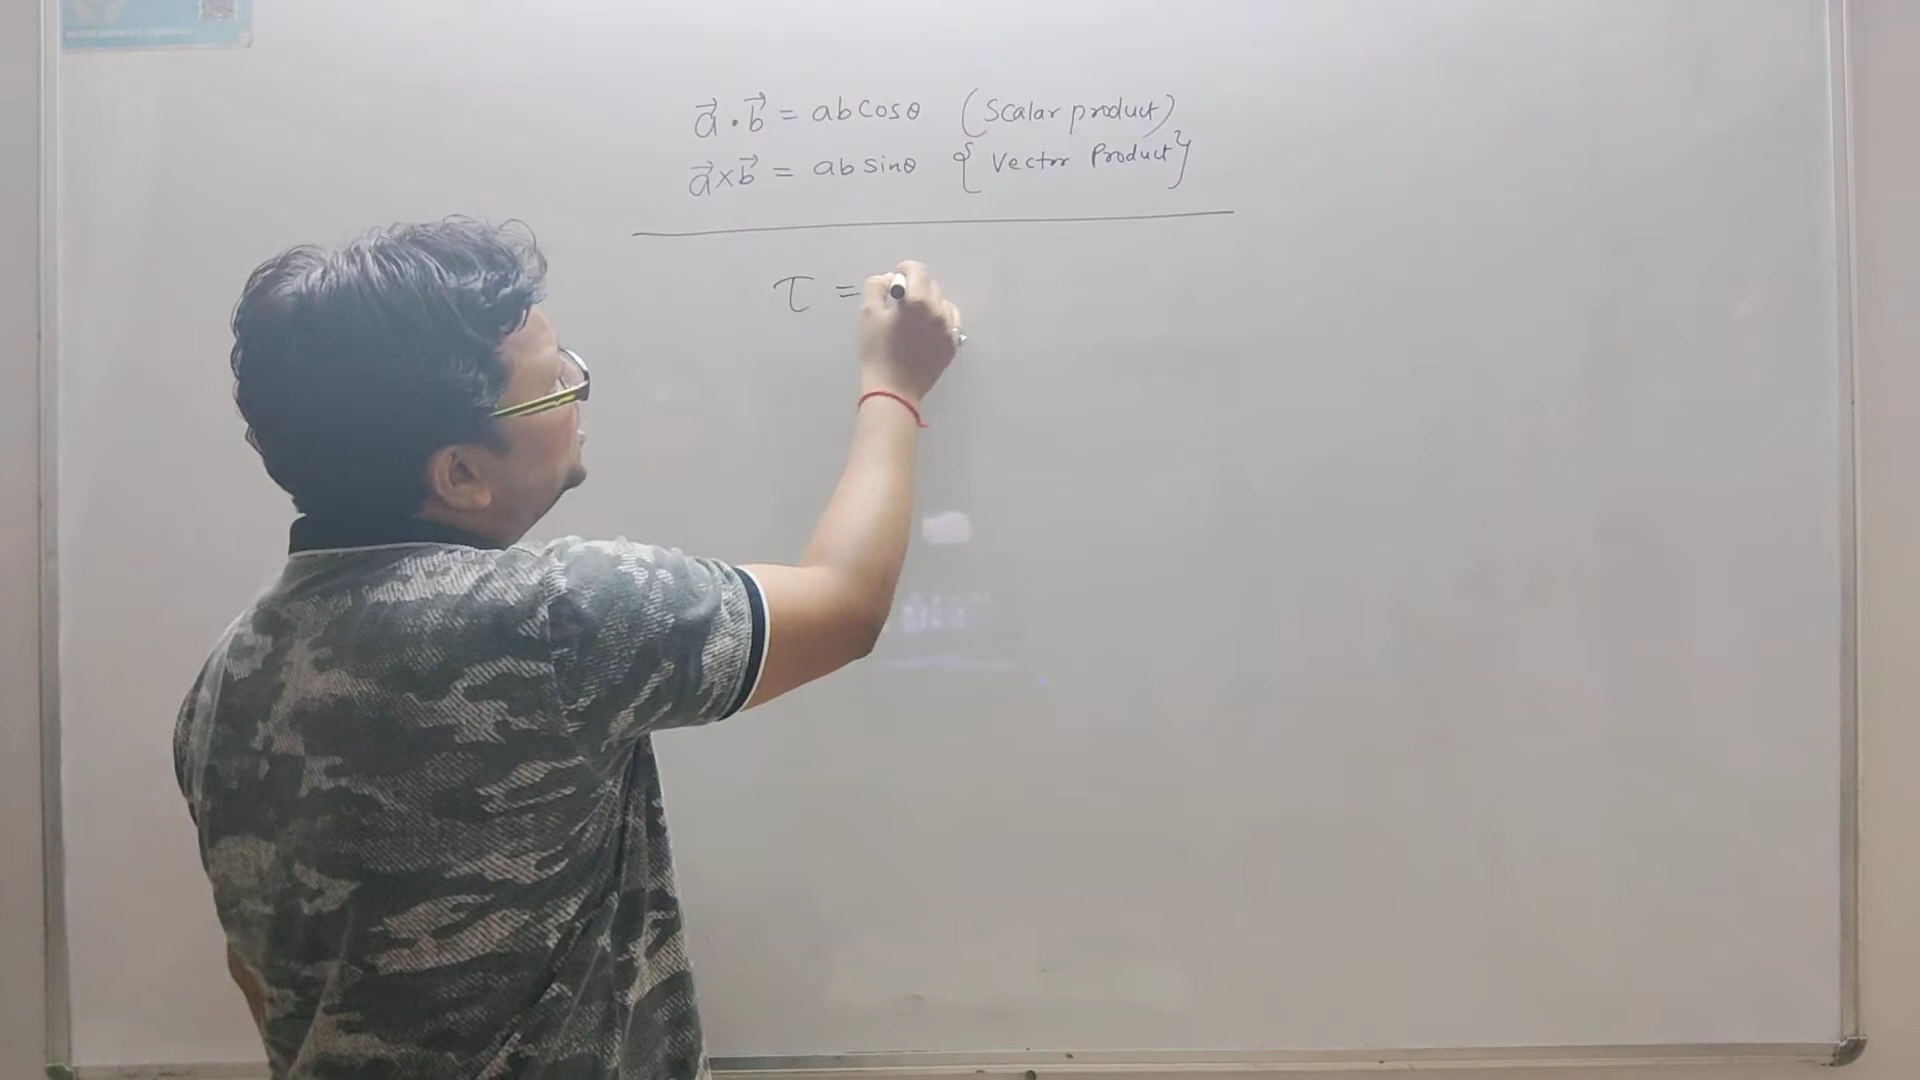 a⃗ · b⃗ = ab cosθ (Scalar product)
a⃗ × b⃗ = ab sinθ { Vector Product }
τ =